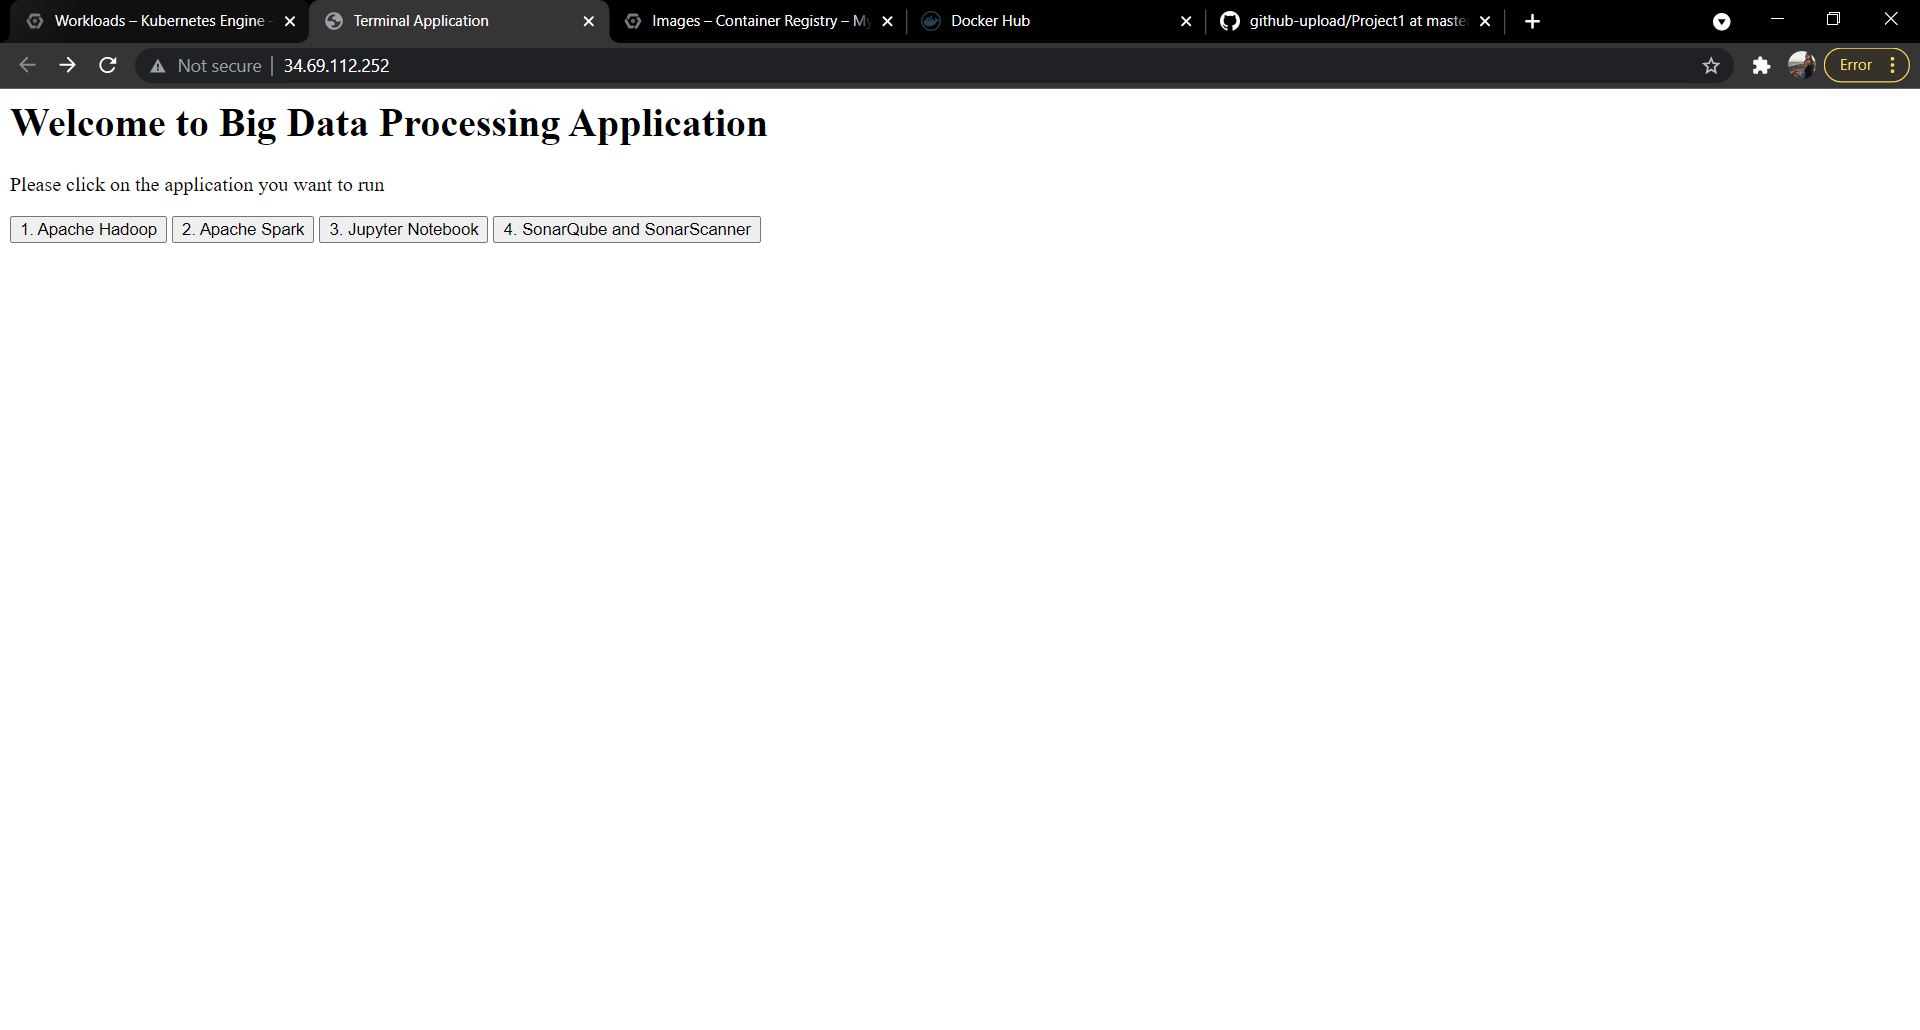 Workloads – Kubernetes Engine -
Terminal Application
Images – Container Registry – My
Docker Hub
github-upload/Project1 at maste
Not secure | 34.69.112.252
Error
Welcome to Big Data Processing Application
Please click on the application you want to run
1. Apache Hadoop 2. Apache Spark 3. Jupyter Notebook 4. SonarQube and SonarScanner